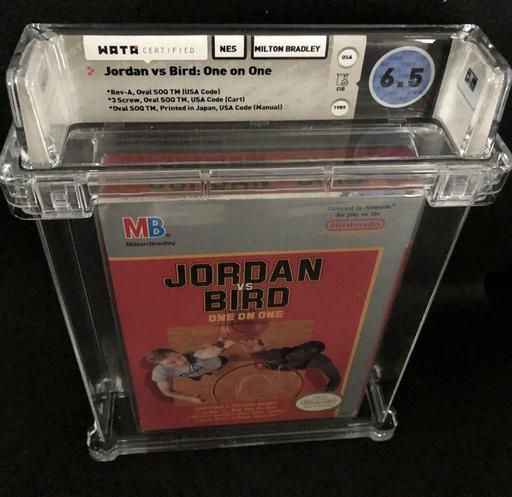 WATA CERTIFIED
NES
MILTON BRADLEY
USA
Jordan vs Bird: One on One
6.5
CIB
*Rev-A, Oval SOQ TM (USA Code)
*3 Screw, Oval SOQ TM, USA Code (Cart)
*Oval SOQ TM, Printed in Japan, USA Code (Manual)
1989
MB
Milton Bradley
Licensed by Nintendo
for play on the
Nintendo
JORDAN
VS
BIRD
ONE ON ONE
Nintendo